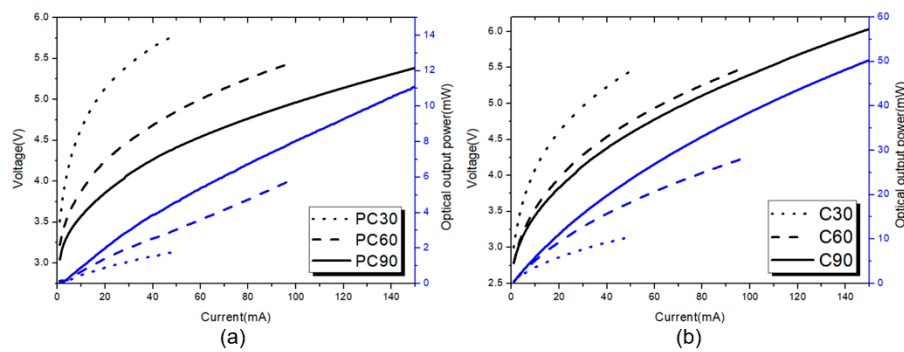 6.0
5.5
5.0
4.5
4.0
3.5
3.0
Voltage(V)
14
12
10
8
6
4
2
0
Optical output power(mW)
PC30
PC60
PC90
0 20 40 60 80 100 120 140
Current(mA)
(a)
6.0
5.5
5.0
4.5
4.0
3.5
3.0
2.5
Voltage(V)
60
50
40
30
20
10
0
Optical output power(mW)
C30
C60
C90
0 20 40 60 80 100 120 140
Current(mA)
(b)